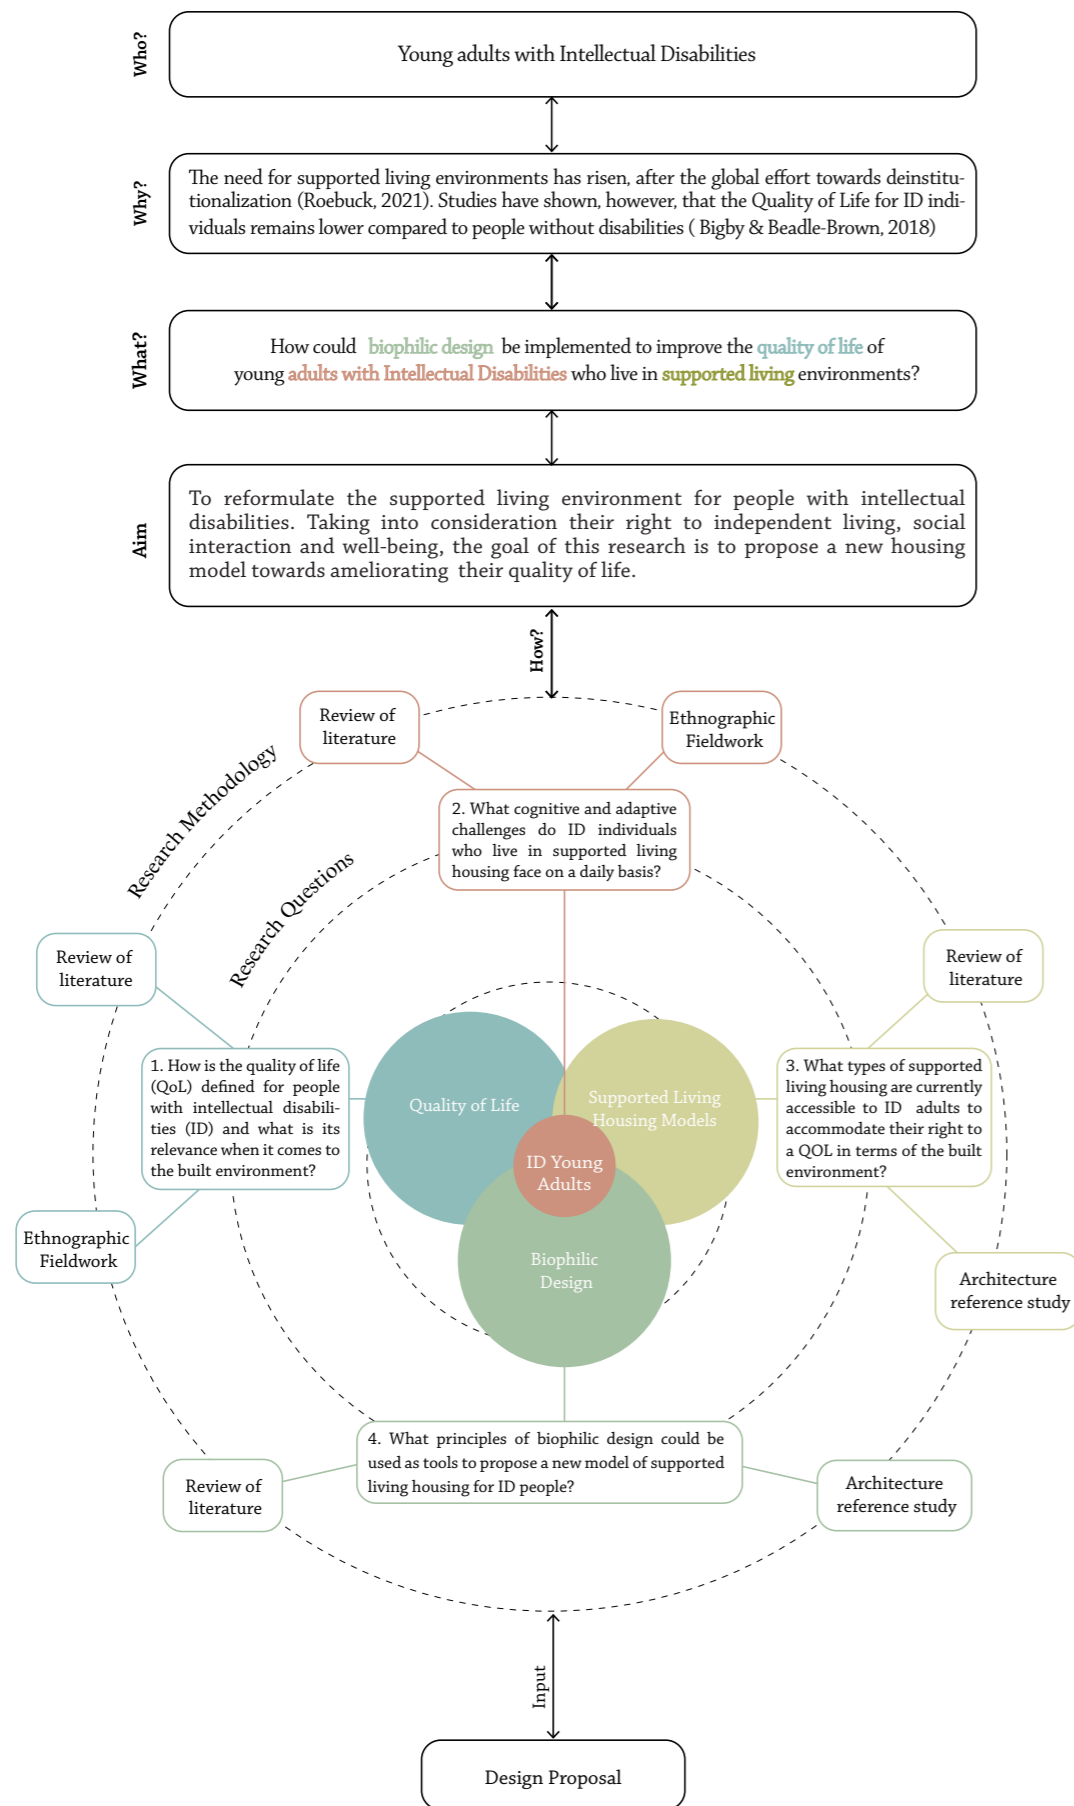 Who?
Young adults with Intellectual Disabilities
Why?
The need for supported living environments has risen, after the global effort towards deinstitu-
tionalization (Roebuck, 2021). Studies have shown, however, that the Quality of Life for ID indi-
viduals remains lower compared to people without disabilities ( Bigby & Beadle-Brown, 2018)
What?
How could biophilic design be implemented to improve the quality of life of
young adults with Intellectual Disabilities who live in supported living environments?
Aim
To reformulate the supported living environment for people with intellectual
disabilities. Taking into consideration their right to independent living, social
interaction and well-being, the goal of this research is to propose a new housing
model towards ameliorating their quality of life.
How?
Research Methodology
Research Questions
Review of
literature
Ethnographic
Fieldwork
2. What cognitive and adaptive
challenges do ID individuals
who live in supported living
housing face on a daily basis?
Review of
literature
1. How is the quality of life
(QoL) defined for people
with intellectual disabili-
ties (ID) and what is its
relevance when it comes to
the built environment?
Ethnographic
Fieldwork
Quality of Life
Supported Living
Housing Models
ID Young
Adults
Biophilic
Design
Review of
literature
3. What types of supported
living housing are currently
accessible to ID adults to
accommodate their right to
a QOL in terms of the built
environment?
Architecture
reference study
4. What principles of biophilic design could be
used as tools to propose a new model of supported
living housing for ID people?
Review of
literature
Architecture
reference study
Input
Design Proposal